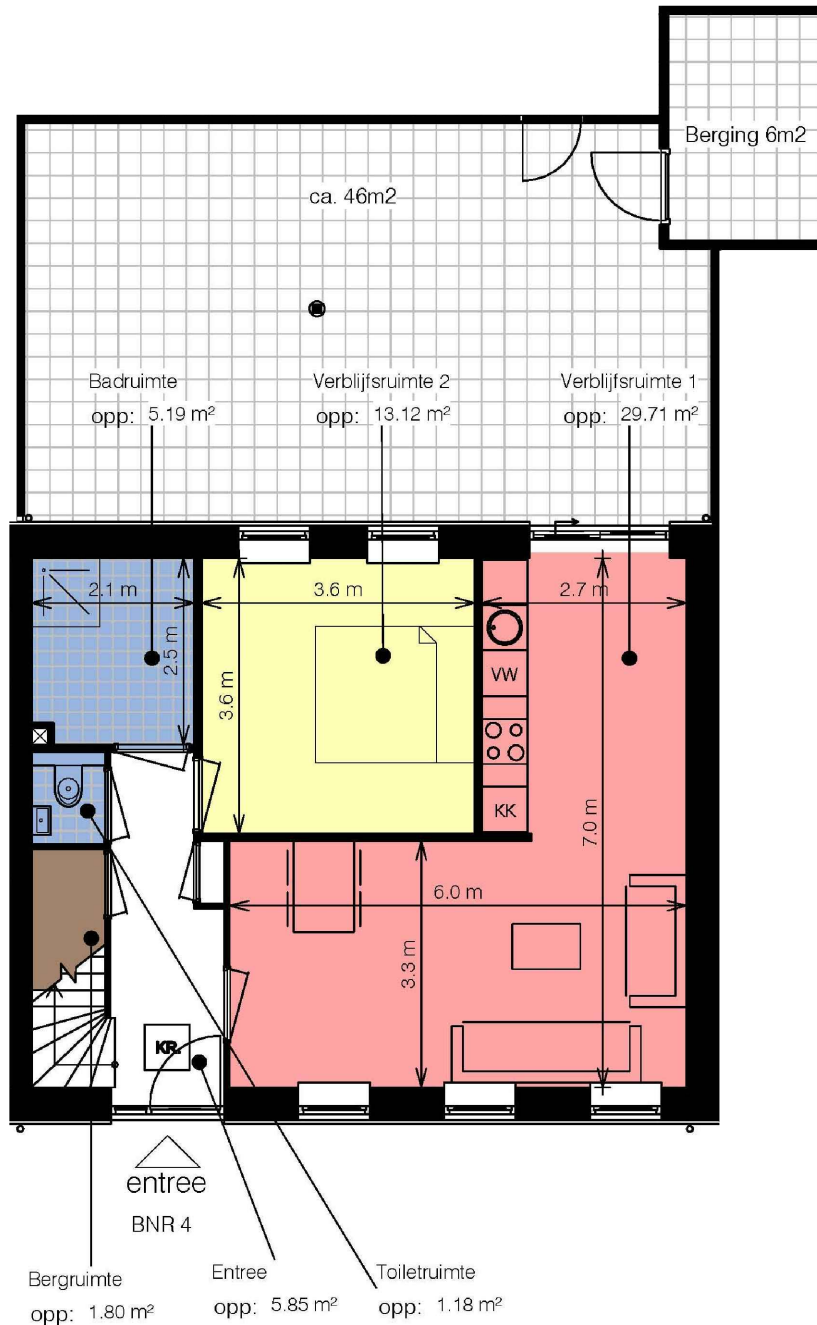 Berging 6m2
ca. 46m2
Badruimte
opp: 5.19 m²
Verblijfsruimte 2
opp: 13.12 m²
Verblijfsruimte 1
opp: 29.71 m²
2.1 m
3.6 m
2.7 m
2.5 m
3.6 m
VW
KK
7.0 m
6.0 m
3.3 m
KR.
entree
BNR 4
Bergruimte
opp: 1.80 m²
Entree
opp: 5.85 m²
Toiletruimte
opp: 1.18 m²